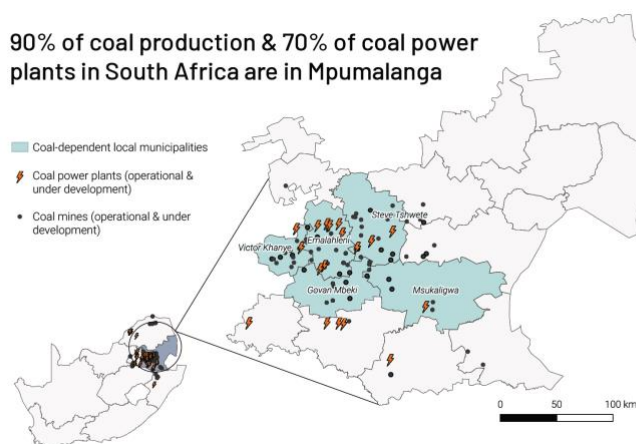 90% of coal production & 70% of coal power
plants in South Africa are in Mpumalanga
Coal-dependent local municipalities
Coal power plants (operational &
under development)
Coal mines (operational & under
development)
Steve Tshwete
Emalahleni
Victor Khanye
Govan Mbeki
Msukaligwa
0 50 100 km